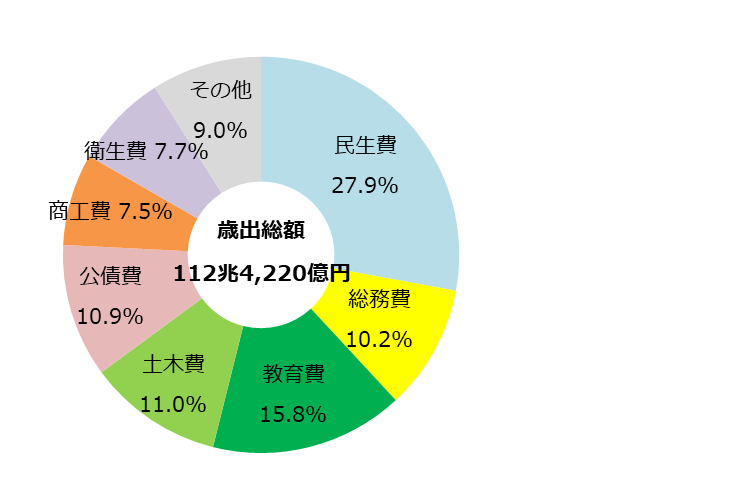 その他
9.0%
民生費
27.9%
衛生費 7.7%
商工費 7.5%
歳出総額
112兆4,220億円
公債費
10.9%
総務費
10.2%
土木費
11.0%
教育費
15.8%